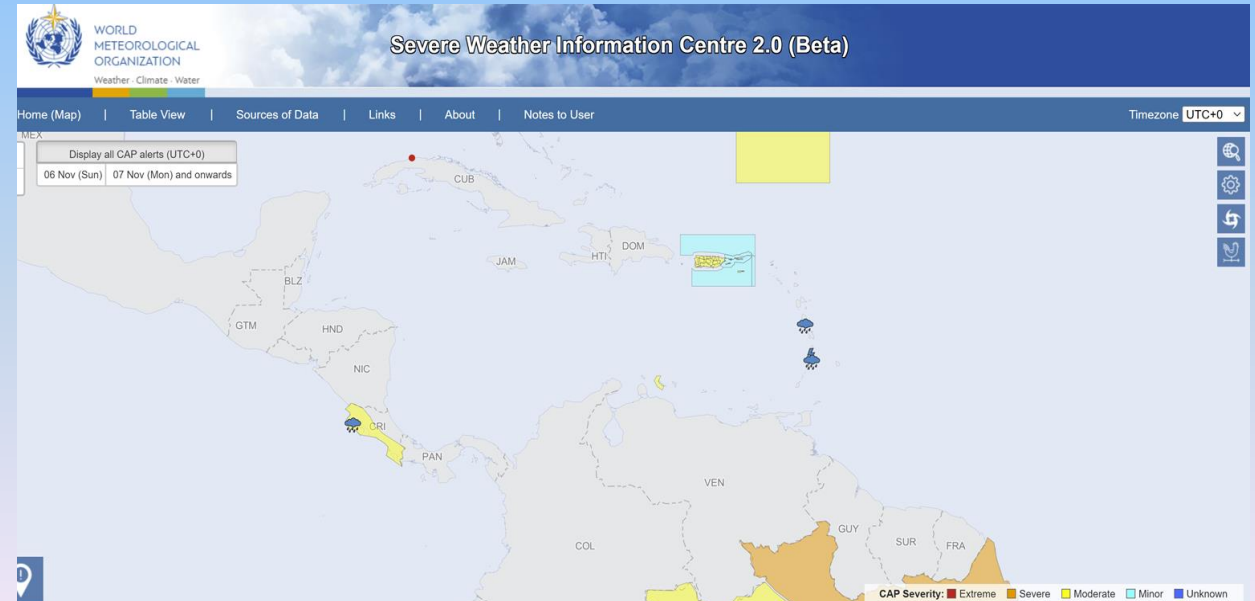 WORLD
METEOROLOGICAL
ORGANIZATION
Weather · Climate · Water
Severe Weather Information Centre 2.0 (Beta)
Home (Map) | Table View | Sources of Data | Links | About | Notes to User
Timezone UTC+0
MEX
Display all CAP alerts (UTC+0)
06 Nov (Sun) 07 Nov (Mon) and onwards
CUB
DOM
HTI
JAM
BLZ
GTM
HND
NIC
CRI
PAN
VEN
GUY
SUR
FRA
COL
CAP Severity: Extreme Severe Moderate Minor Unknown